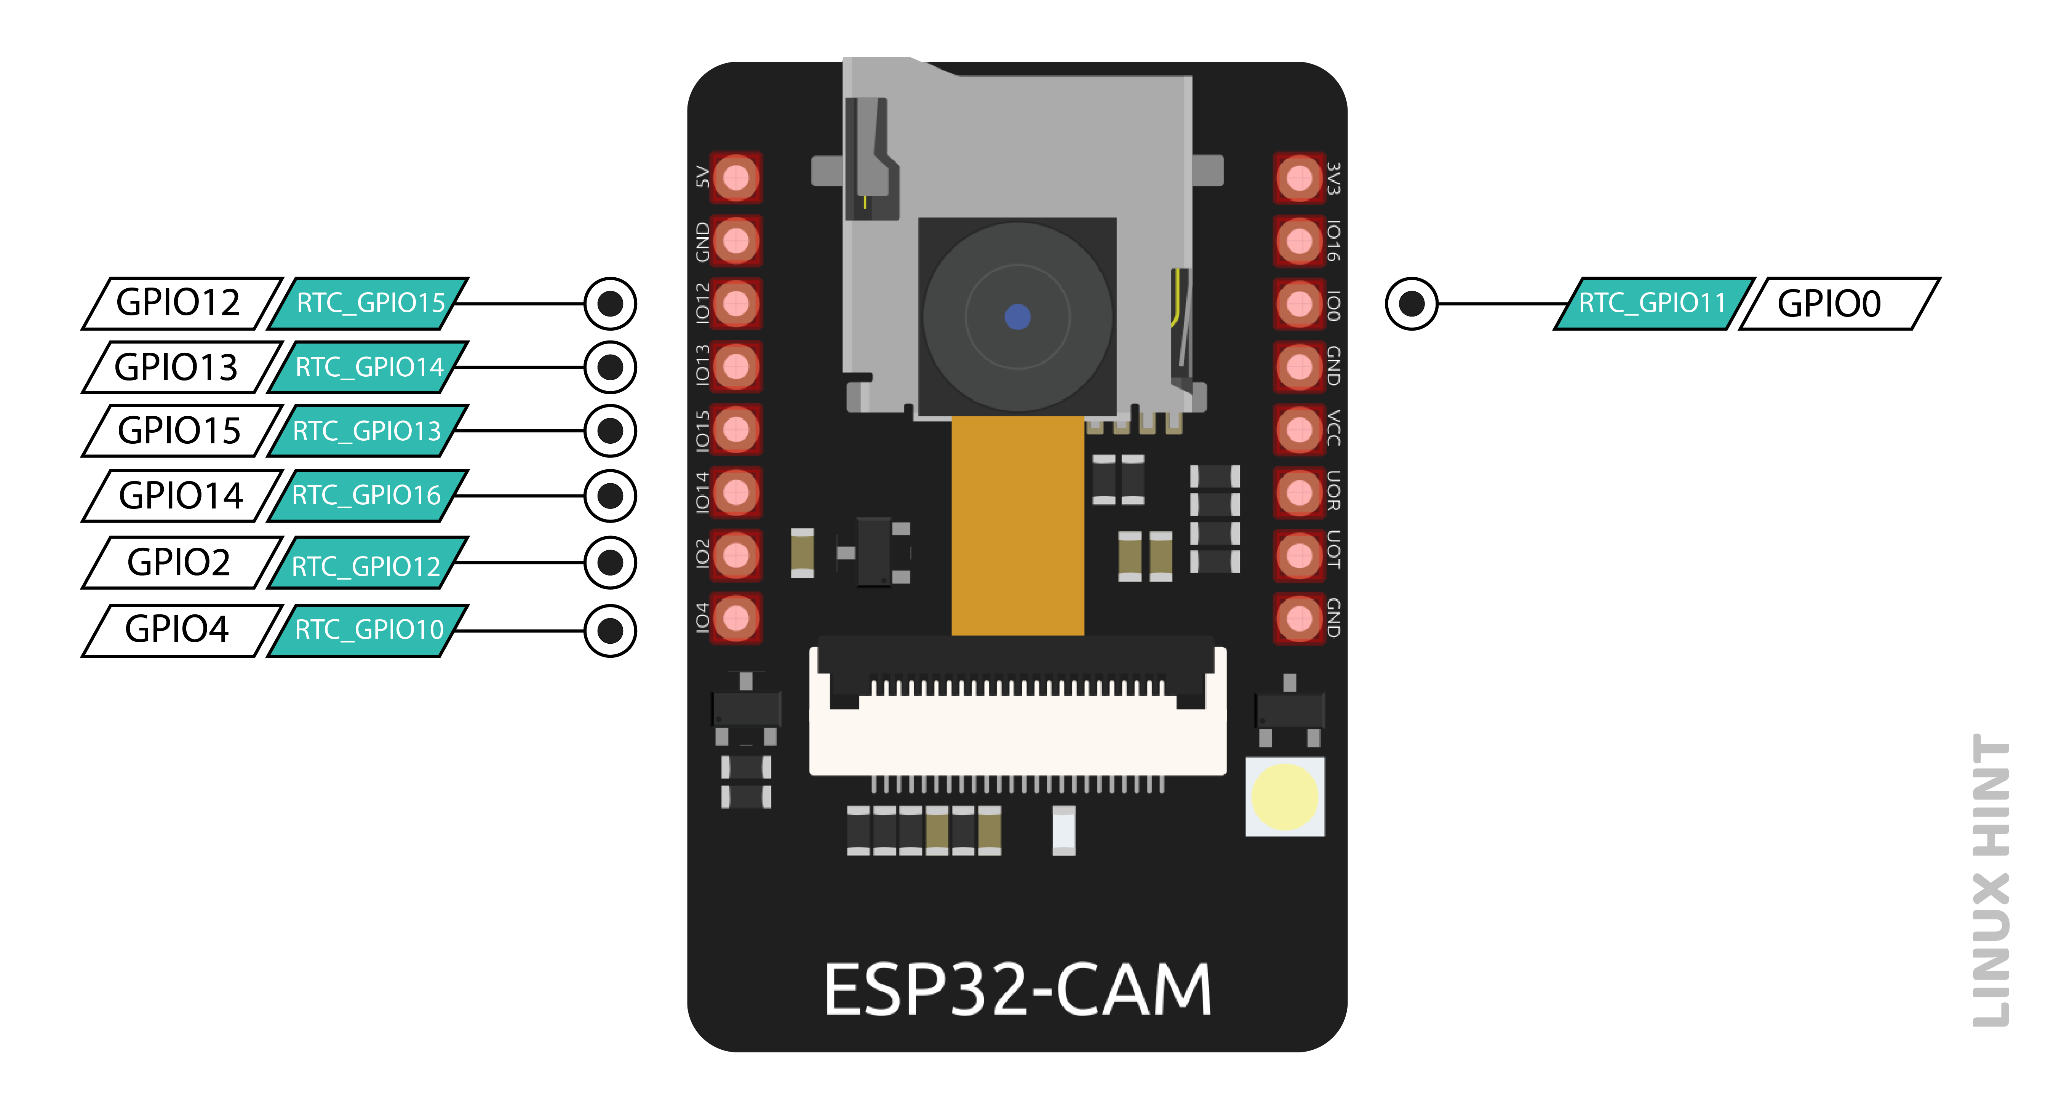 5V
GND
IO12
IO13
IO15
IO14
IO2
IO4
3V3
IO16
IO0
GND
VCC
UOR
UOT
GND
GPIO12 RTC_GPIO15
GPIO13 RTC_GPIO14
GPIO15 RTC_GPIO13
GPIO14 RTC_GPIO16
GPIO2 RTC_GPIO12
GPIO4 RTC_GPIO10
RTC_GPIO11 GPIO0
ESP32-CAM
LINUX HINT